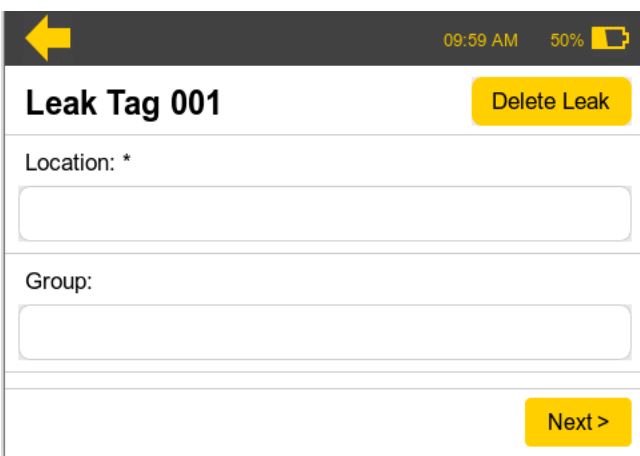 09:59 AM 50%
Leak Tag 001 Delete Leak
Location: *
Group:
Next >